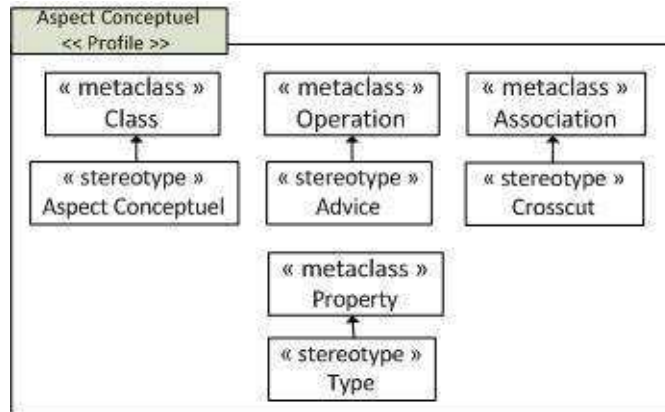 Aspect Conceptuel
<< Profile >>
« metaclass »
Class
« metaclass »
Operation
« metaclass »
Association
« stereotype »
Aspect Conceptuel
« stereotype »
Advice
« stereotype »
Crosscut
« metaclass »
Property
« stereotype »
Type